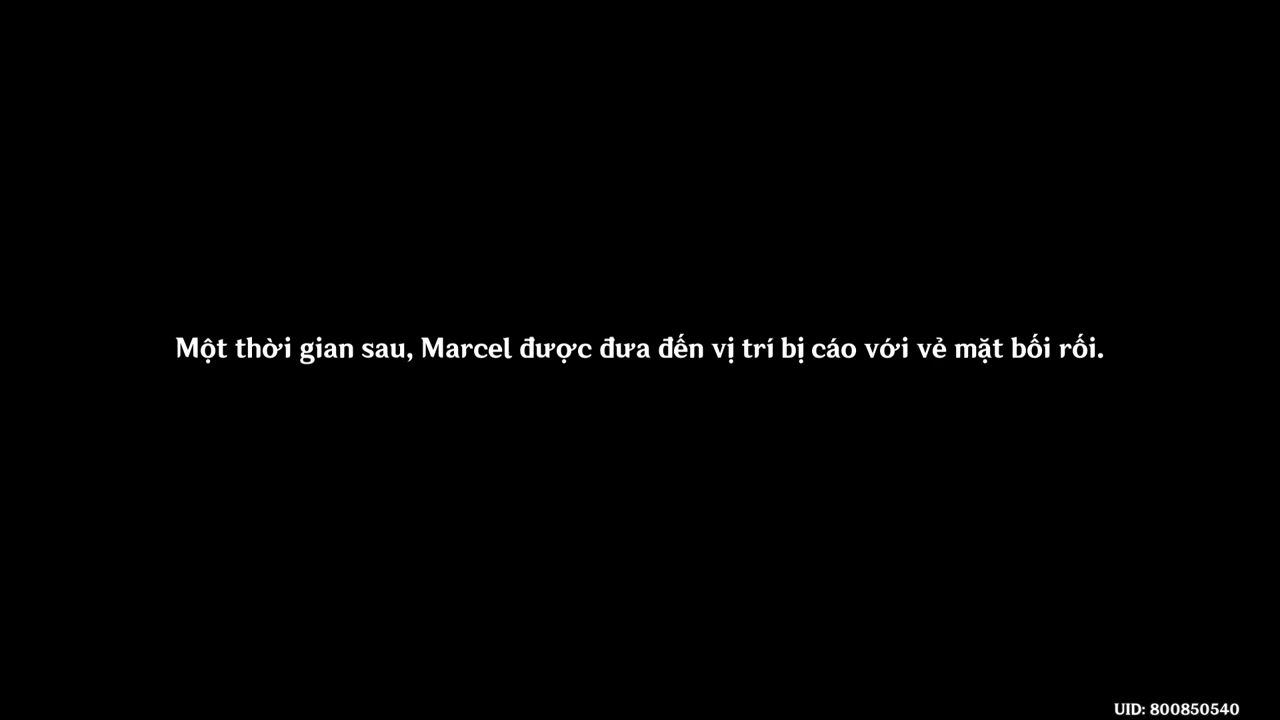 Một thời gian sau, Marcel được đưa đến vị trí bị cáo với vẻ mặt bối rối.
UID: 800850540